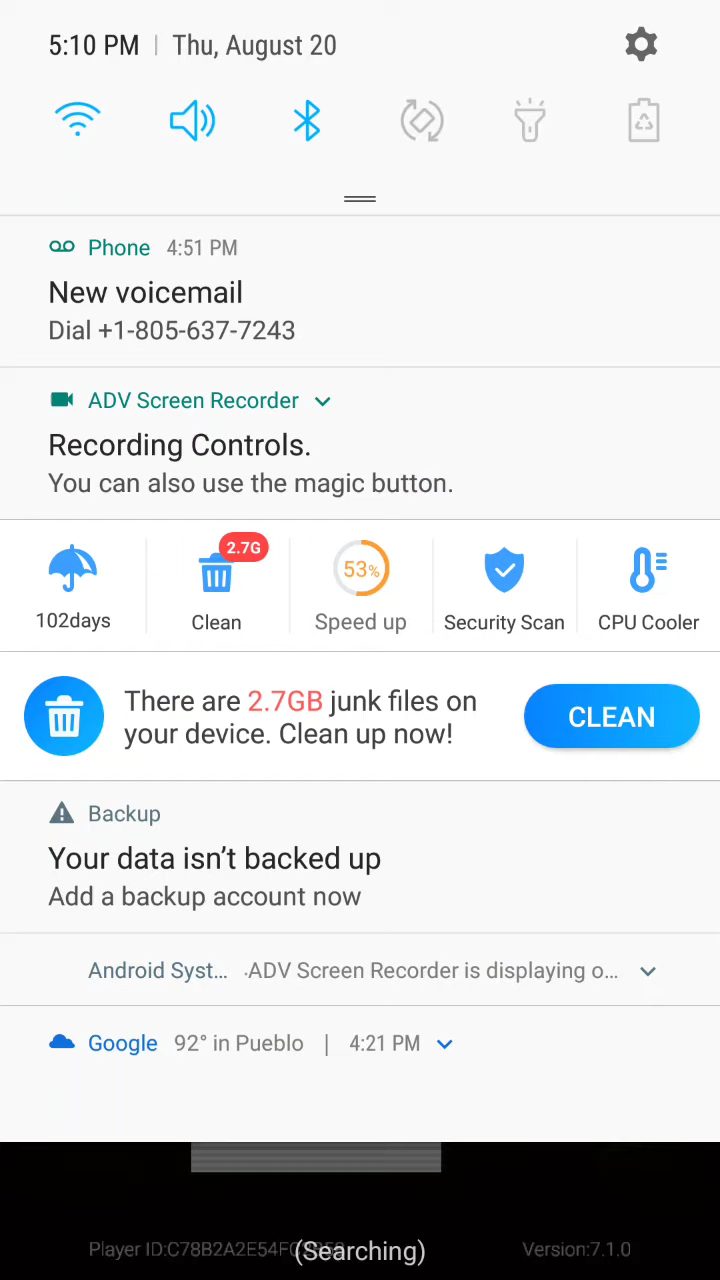 5:10 PM | Thu, August 20
Phone 4:51 PM
New voicemail
Dial +1-805-637-7243
ADV Screen Recorder
Recording Controls.
You can also use the magic button.
2.7G
53%
102days Clean Speed up Security Scan CPU Cooler
There are 2.7GB junk files on
your device. Clean up now!
CLEAN
Backup
Your data isn’t backed up
Add a backup account now
Android Syst… ·ADV Screen Recorder is displaying o…
Google 92° in Pueblo | 4:21 PM
Player ID: (Searching) Version:7.1.0